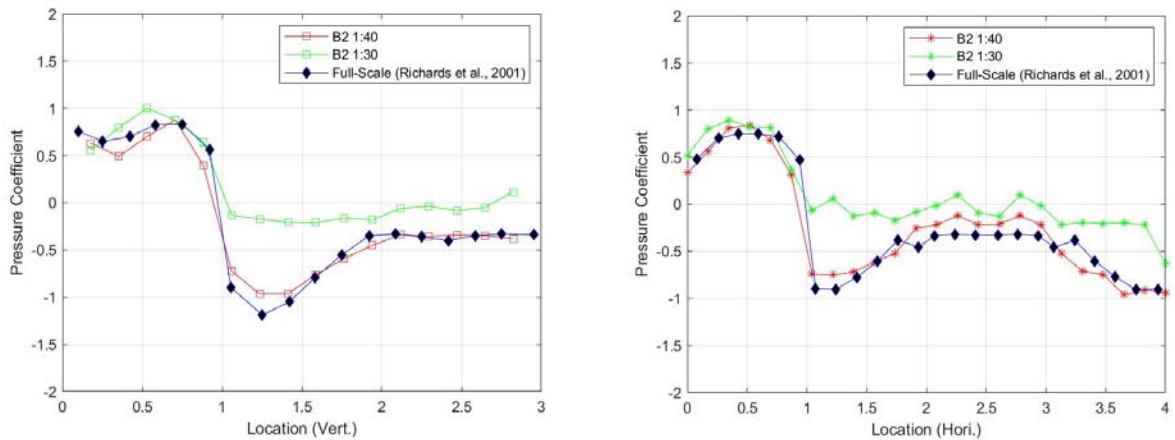 2
1.5
1
0.5
0
-0.5
-1
-1.5
-2
Pressure Coefficient
B2 1:40
B2 1:30
Full-Scale (Richards et al., 2001)
0 0.5 1 1.5 2 2.5 3
Location (Vert.)
2
1.5
1
0.5
0
-0.5
-1
-1.5
-2
Pressure Coefficient
B2 1:40
B2 1:30
Full-Scale (Richards et al., 2001)
0 0.5 1 1.5 2 2.5 3 3.5 4
Location (Hori.)